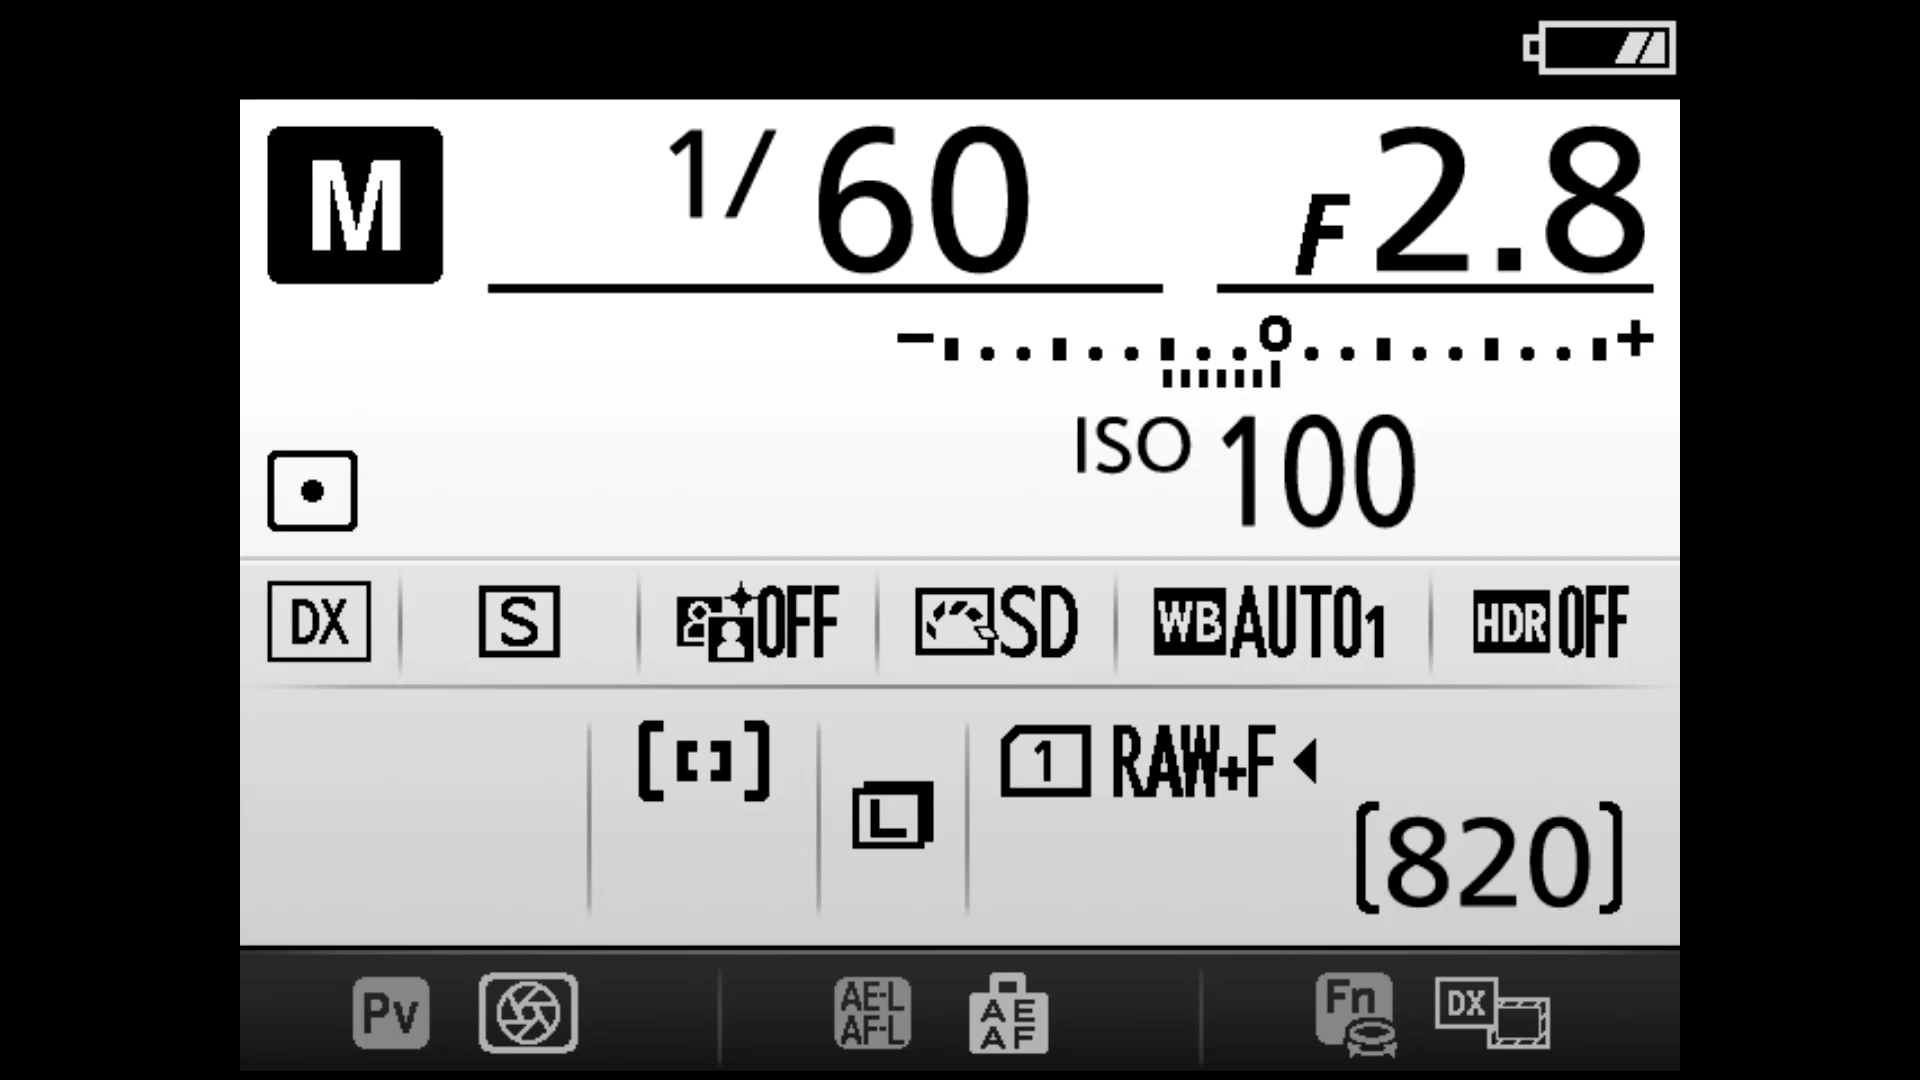 M 1/60 F2.8
– 0 +
ISO 100
DX S OFF SD WB AUTO1 HDR OFF
[ ] L 1 RAW+F
[820]
Pv AE-L AF-L AE AF Fn DX